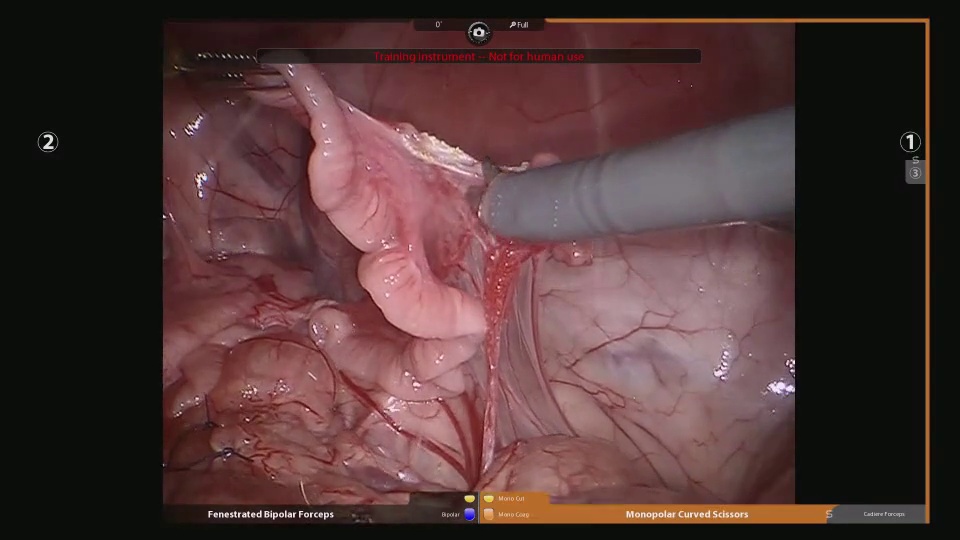 0°
Full
Training instrument -- Not for human use
②
①
S
③
Mono Cut
Fenestrated Bipolar Forceps
Bipolar
Mono Coag
Monopolar Curved Scissors
S
Cadiere Forceps